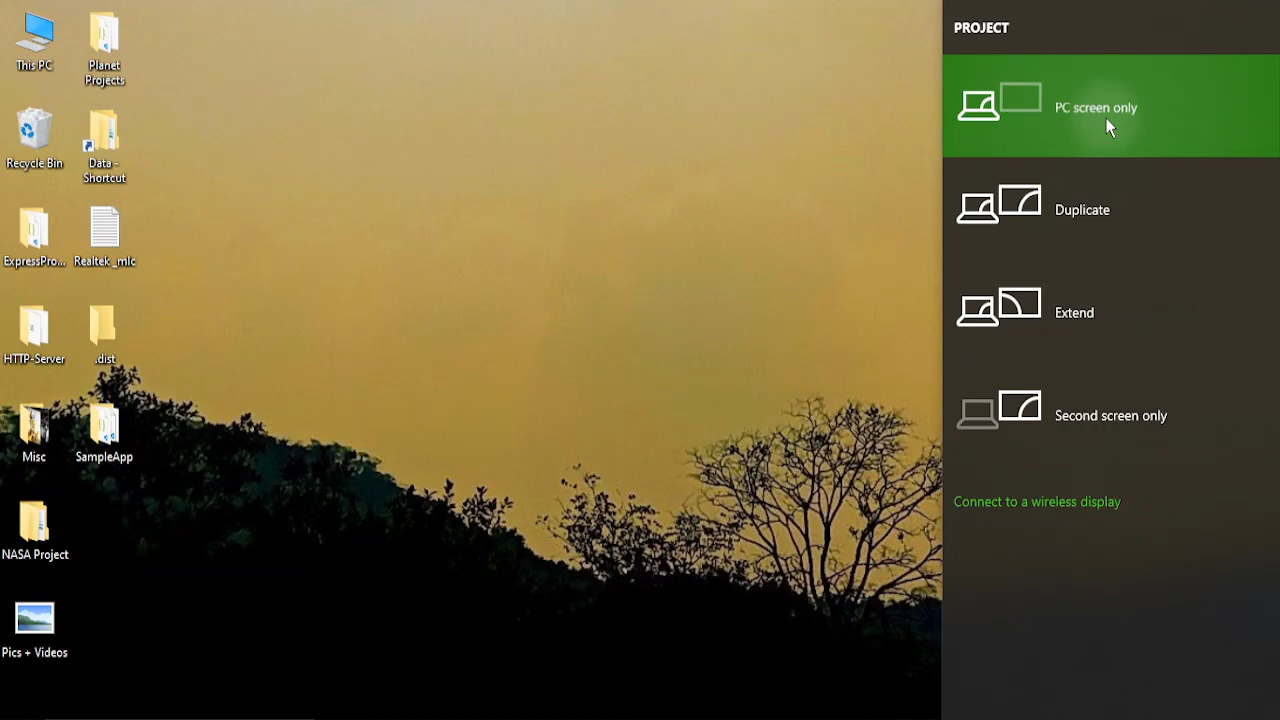 This PC
Planet
Projects
Recycle Bin
Data -
Shortcut
ExpressPro...
Realtek_mic
HTTP-Server
.dist
Misc
SampleApp
NASA Project
Pics + Videos
PROJECT
PC screen only
Duplicate
Extend
Second screen only
Connect to a wireless display